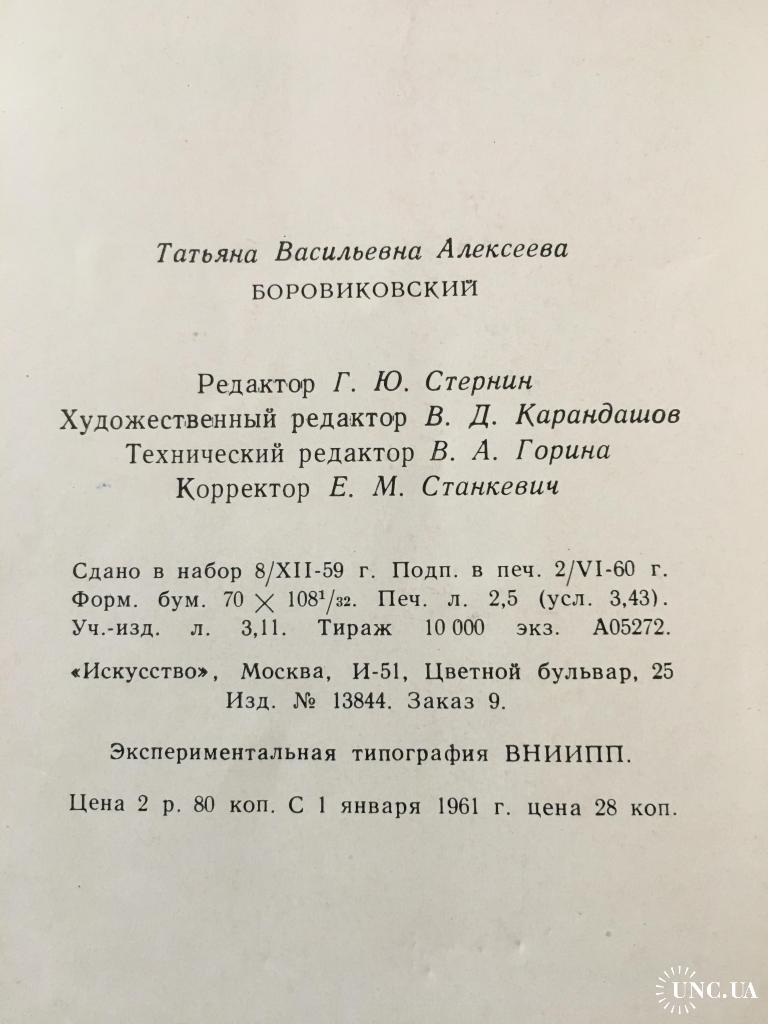 Татьяна Васильевна Алексеева
БОРОВИКОВСКИЙ
Редактор Г. Ю. Стернин
Художественный редактор В. Д. Карандашов
Технический редактор В. А. Горина
Корректор Е. М. Станкевич
Сдано в набор 8/XII-59 г. Подп. в печ. 2/VI-60 г.
Форм. бум. 70 × 108¹/₃₂. Печ. л. 2,5 (усл. 3,43).
Уч.-изд. л. 3,11. Тираж 10 000 экз. А05272.
«Искусство», Москва, И-51, Цветной бульвар, 25
Изд. № 13844. Заказ 9.
Экспериментальная типография ВНИИПП.
Цена 2 р. 80 коп. С 1 января 1961 г. цена 28 коп.
UNC.UA